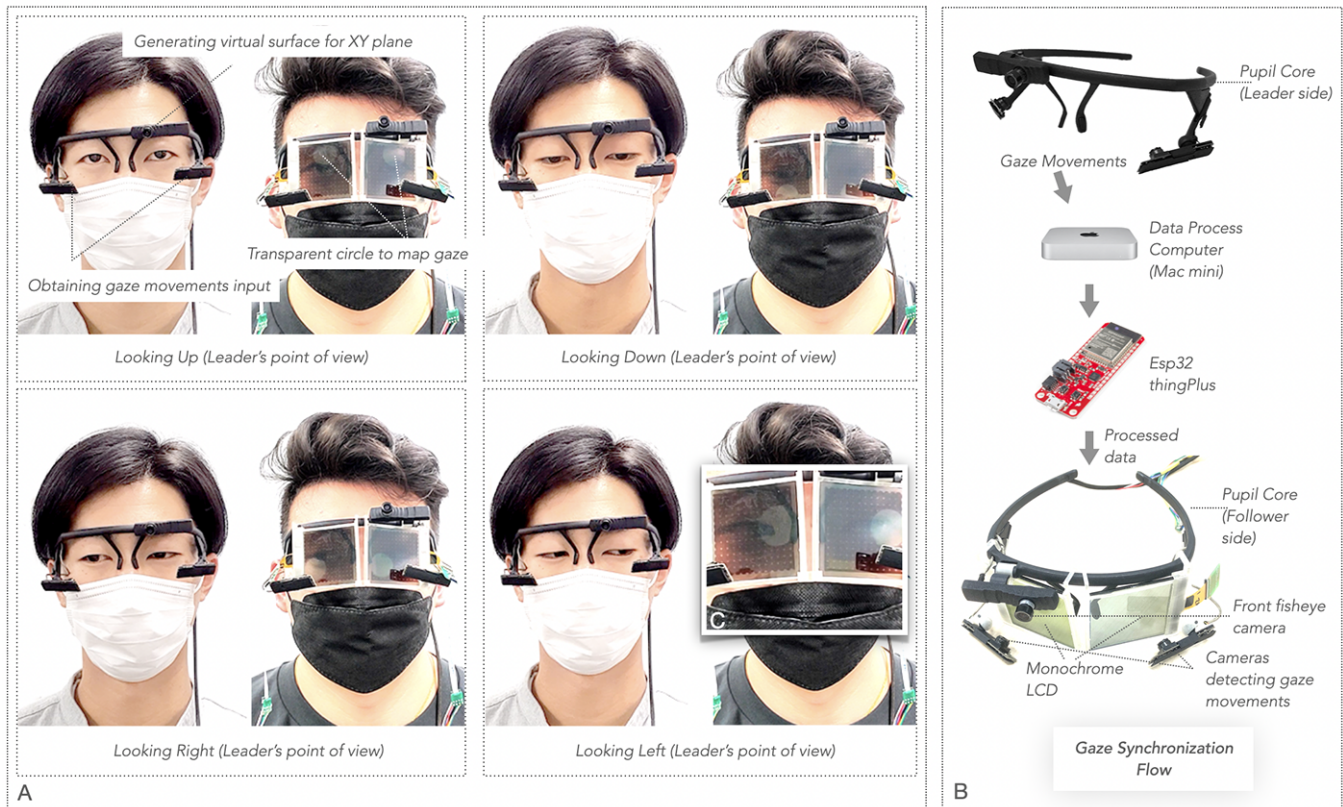 Generating virtual surface for XY plane
Transparent circle to map gaze
Obtaining gaze movements input
Looking Up (Leader's point of view)
Looking Down (Leader's point of view)
Looking Right (Leader's point of view)
C
Looking Left (Leader's point of view)
A
Pupil Core
(Leader side)
Gaze Movements
Data Process
Computer
(Mac mini)
Esp32
thingPlus
Processed
data
Pupil Core
(Follower
side)
Front fisheye
camera
Monochrome
LCD
Cameras
detecting gaze
movements
Gaze Synchronization
Flow
B